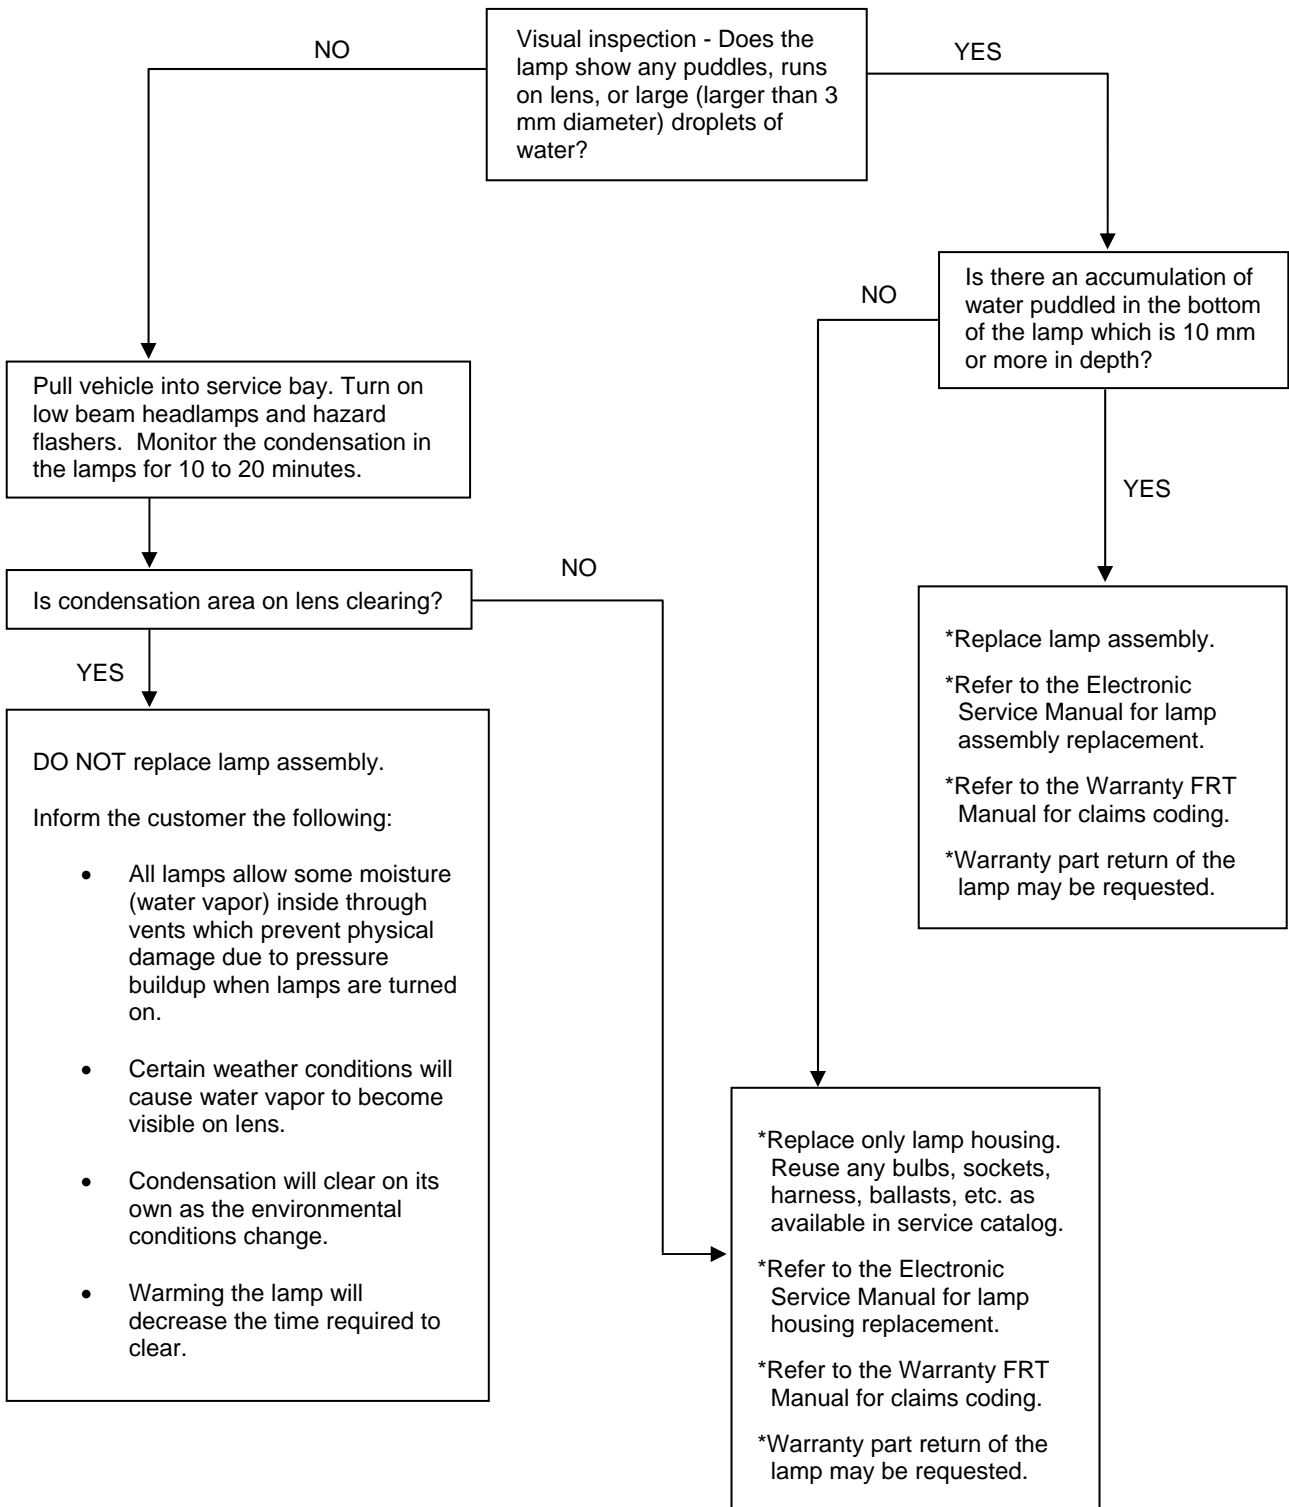 Visual inspection - Does the
lamp show any puddles, runs
on lens, or large (larger than 3
mm diameter) droplets of
water?
NO
YES
Is there an accumulation of
water puddled in the bottom
of the lamp which is 10 mm
or more in depth?
NO
YES
Pull vehicle into service bay. Turn on
low beam headlamps and hazard
flashers.  Monitor the condensation in
the lamps for 10 to 20 minutes.
Is condensation area on lens clearing?
NO
YES
*Replace lamp assembly.
*Refer to the Electronic
Service Manual for lamp
assembly replacement.
*Refer to the Warranty FRT
Manual for claims coding.
*Warranty part return of the
lamp may be requested.
DO NOT replace lamp assembly.
Inform the customer the following:
• All lamps allow some moisture
(water vapor) inside through
vents which prevent physical
damage due to pressure
buildup when lamps are turned
on.
• Certain weather conditions will
cause water vapor to become
visible on lens.
• Condensation will clear on its
own as the environmental
conditions change.
• Warming the lamp will
decrease the time required to
clear.
*Replace only lamp housing.
Reuse any bulbs, sockets,
harness, ballasts, etc. as
available in service catalog.
*Refer to the Electronic
Service Manual for lamp
housing replacement.
*Refer to the Warranty FRT
Manual for claims coding.
*Warranty part return of the
lamp may be requested.